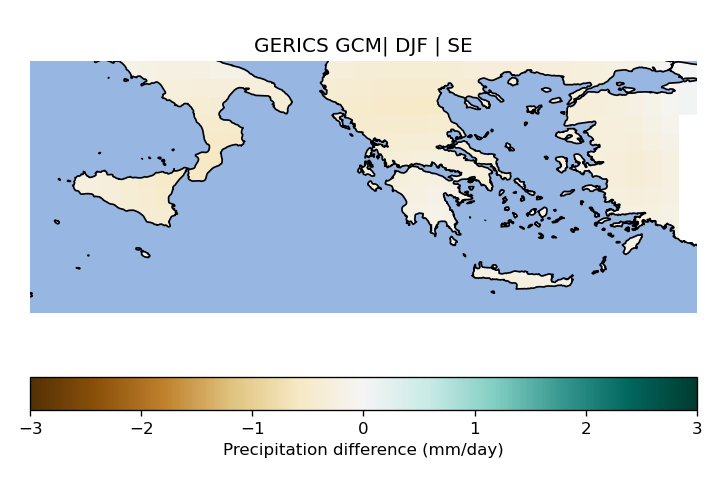 GERICS GCM| DJF | SE
−3 −2 −1 0 1 2 3
Precipitation difference (mm/day)